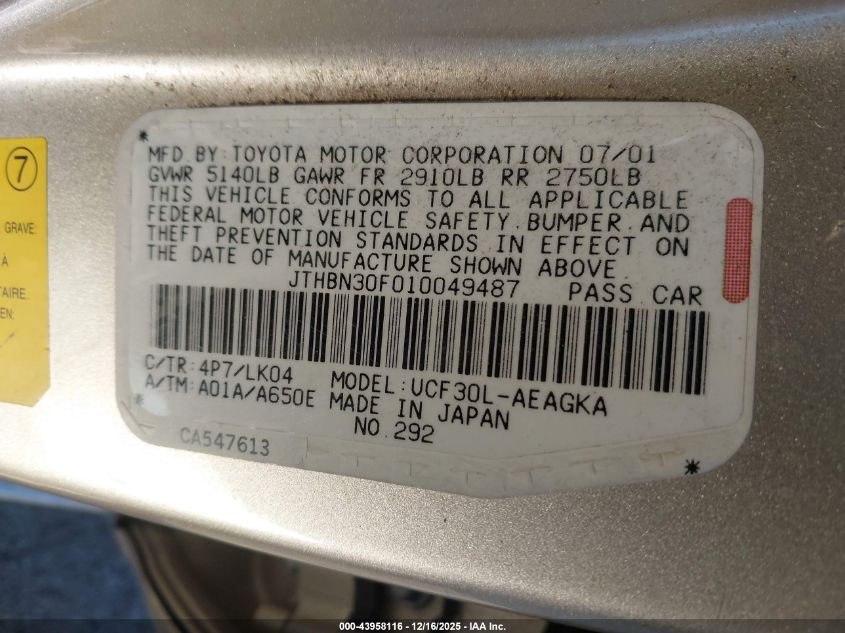 7
GRAVE
À
TAIRE.
EN:
MFD. BY: TOYOTA MOTOR CORPORATION 07/01
GVWR 5140LB GAWR FR 2910LB RR 2750LB
THIS VEHICLE CONFORMS TO ALL APPLICABLE
FEDERAL MOTOR VEHICLE SAFETY, BUMPER, AND
THEFT PREVENTION STANDARDS IN EFFECT ON
THE DATE OF MANUFACTURE SHOWN ABOVE.
JTHBN30F010049487 PASS. CAR
C/TR: 4P7/LK04 MODEL: UCF30L-AEAGKA
A/TM: A01A/A650E MADE IN JAPAN
NO. 292
CA547613
000-43958116 - 12/16/2025 - IAA Inc.